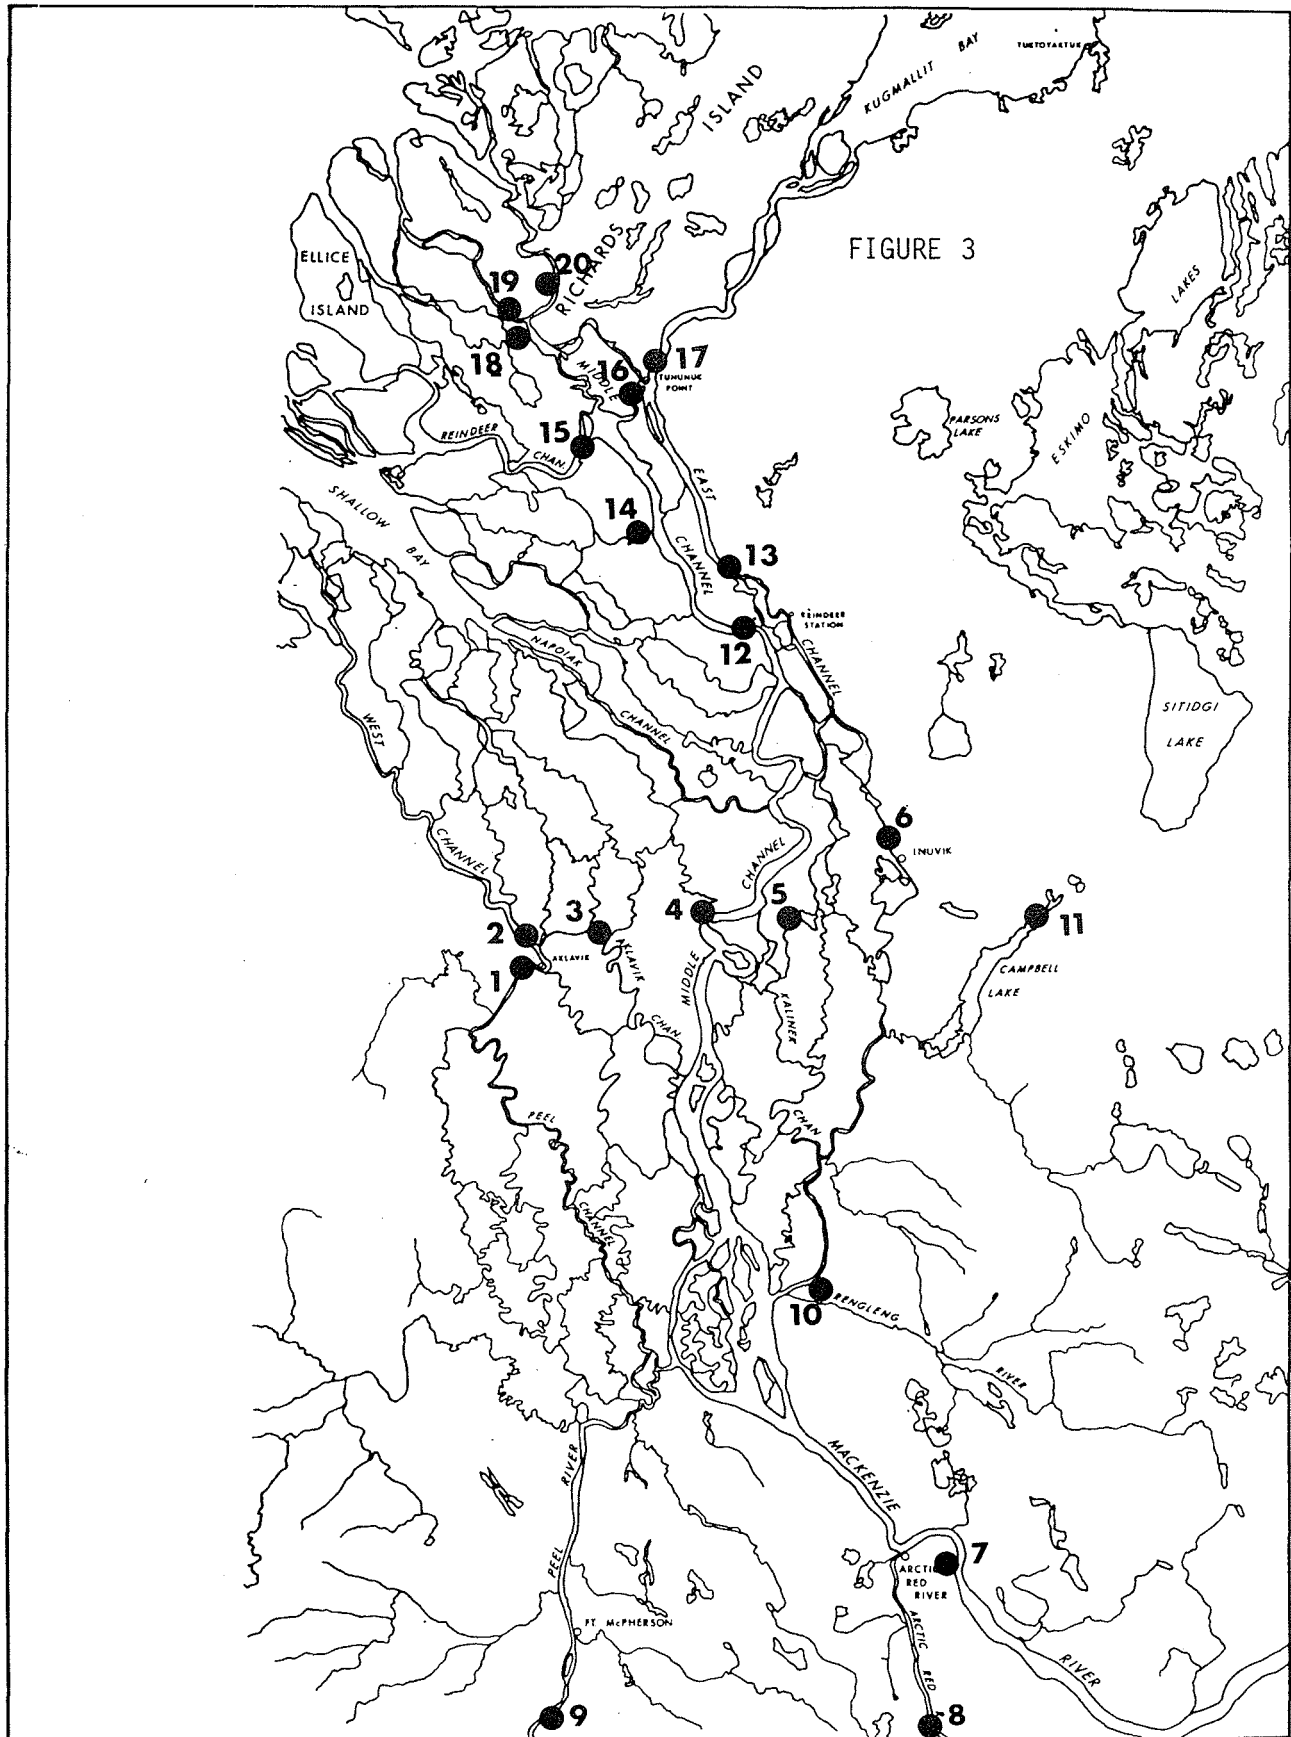 TUKTOYAKTUK
BAY
KUGMALLIT
ISLAND
RICHARDS
FIGURE 3
ELLICE
ISLAND
LAKES
20
19
18
17
16
MIDDLE
TUNUNUK
POINT
PARSONS
LAKE
ESKIMO
15
REINDEER
CHAN.
EAST
SHALLOW
BAY
14
CHANNEL
13
REINDEER
STATION
12
CHANNEL
NAPOIAK
CHANNEL
WEST
CHANNEL
SITIDGI
LAKE
6
INUVIK
CHANNEL
5
4
3
2
1
AKLAVIK
AKLAVIK
CHAN.
MIDDLE
KALINEK
CHAN
11
CAMPBELL
LAKE
PEEL
CHANNEL
10
RENGLENG
RIVER
MACKENZIE
RIVER
PEEL
RIVER
7
ARCTIC
RED
RIVER
FT McPHERSON
ARCTIC
RED
9
8